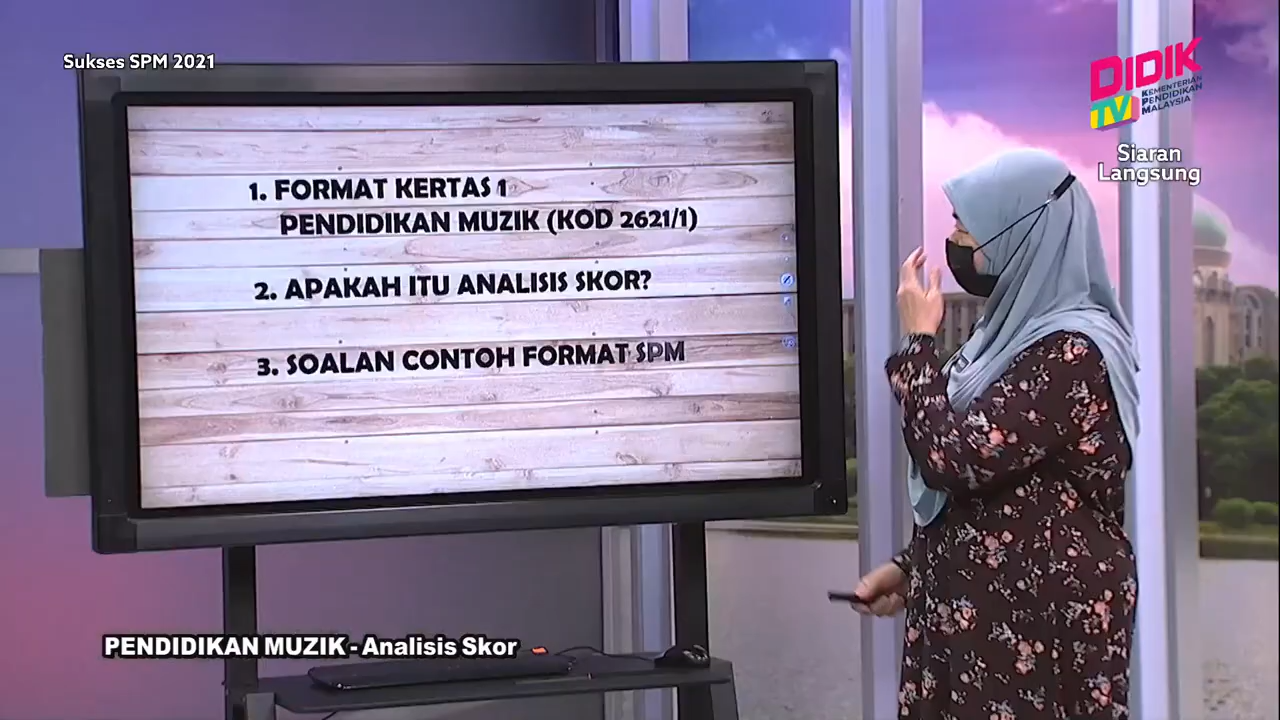 Sukses SPM 2021
DIDIK
TV
KEMENTERIAN
PENDIDIKAN
MALAYSIA
Siaran
Langsung
1. FORMAT KERTAS 1
PENDIDIKAN MUZIK (KOD 2621/1)
2. APAKAH ITU ANALISIS SKOR?
3. SOALAN CONTOH FORMAT SPM
PENDIDIKAN MUZIK - Analisis Skor